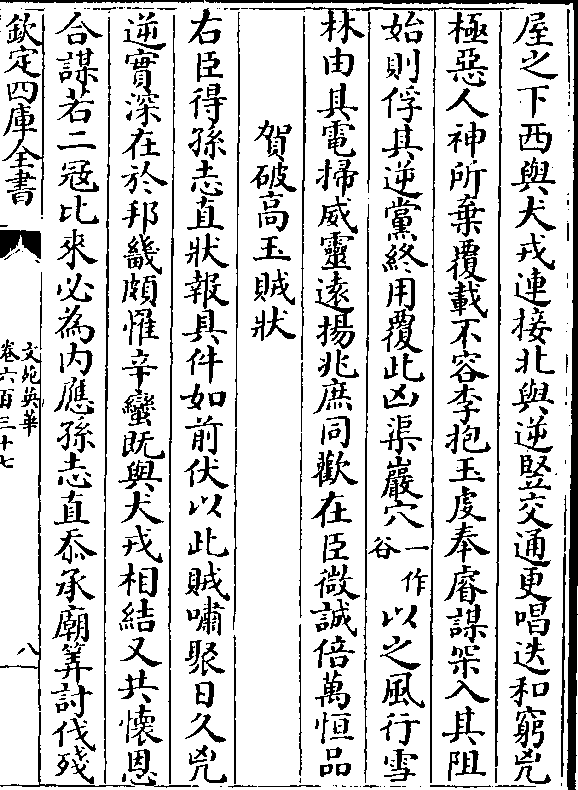 屋之下西與犬戎連接北與逆竪交通更唱迭和窮兇
極惡人神所棄覆載不容李抱玉虔奉睿謀罙入其阻
始則俘其逆黨終用覆此凶渠巖穴一作谷以之風行雪
林由其電掃威靈遠揚兆庶同歡在臣微誠倍萬恒品
賀破高玉賊狀
右臣得孫志直狀報具件如前伏以此賊嘯聚日久兇
逆實深在於邦畿頗懼辛蠻既與犬戎相結又共懷恩
合謀若二冦比來必為内應孫志直忝承廟筭討伐殘
欽定四庫全書
文苑英華
卷六百三十七
八